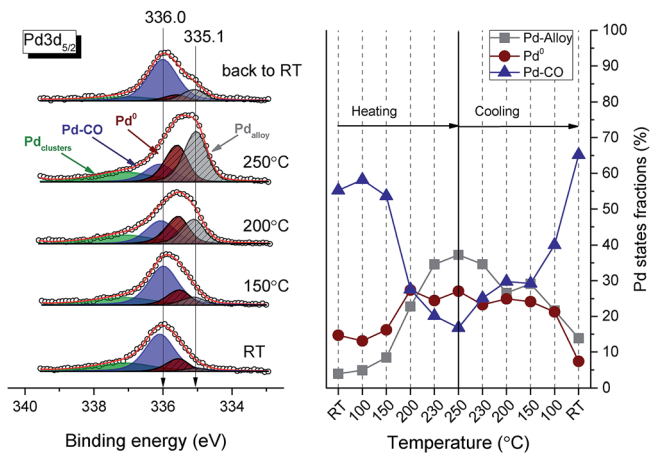 Pd3d5/2
336.0
335.1
back to RT
Pdclusters
Pd-CO
Pd0
Pdalloy
250°C
200°C
150°C
RT
340 338 336 334
Binding energy (eV)
Pd-Alloy
Pd0
Pd-CO
Heating
Cooling
100
90
80
70
60
50
40
30
20
10
0
Pd states fractions (%)
RT 100 150 200 230 250 230 200 150 100 RT
Temperature (°C)